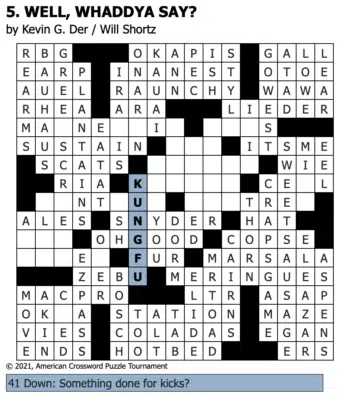 5. WELL, WHADDYA SAY?
by Kevin G. Der / Will Shortz
R B G O K A P I S G A L L
E A R P I N A N E S T O T O E
A U E L R A U N C H Y W A W A
R H E A A R A L I E D E R
M A N E I S
S U S T A I N I T S M E
S C A T S W I E
R I A K C E L
N T U T R E
A L E S S N Y D E R H A T
O H G O O D C O P S E
E F U R M A R S A L A
Z E B U M E R I N G U E S
M A C P R O L T R A S A P
O K A S T A T I O N M A Z E
V I E S C O L A D A S E G A N
E N D S H O T B E D E R S
© 2021, American Crossword Puzzle Tournament
41 Down: Something done for kicks?